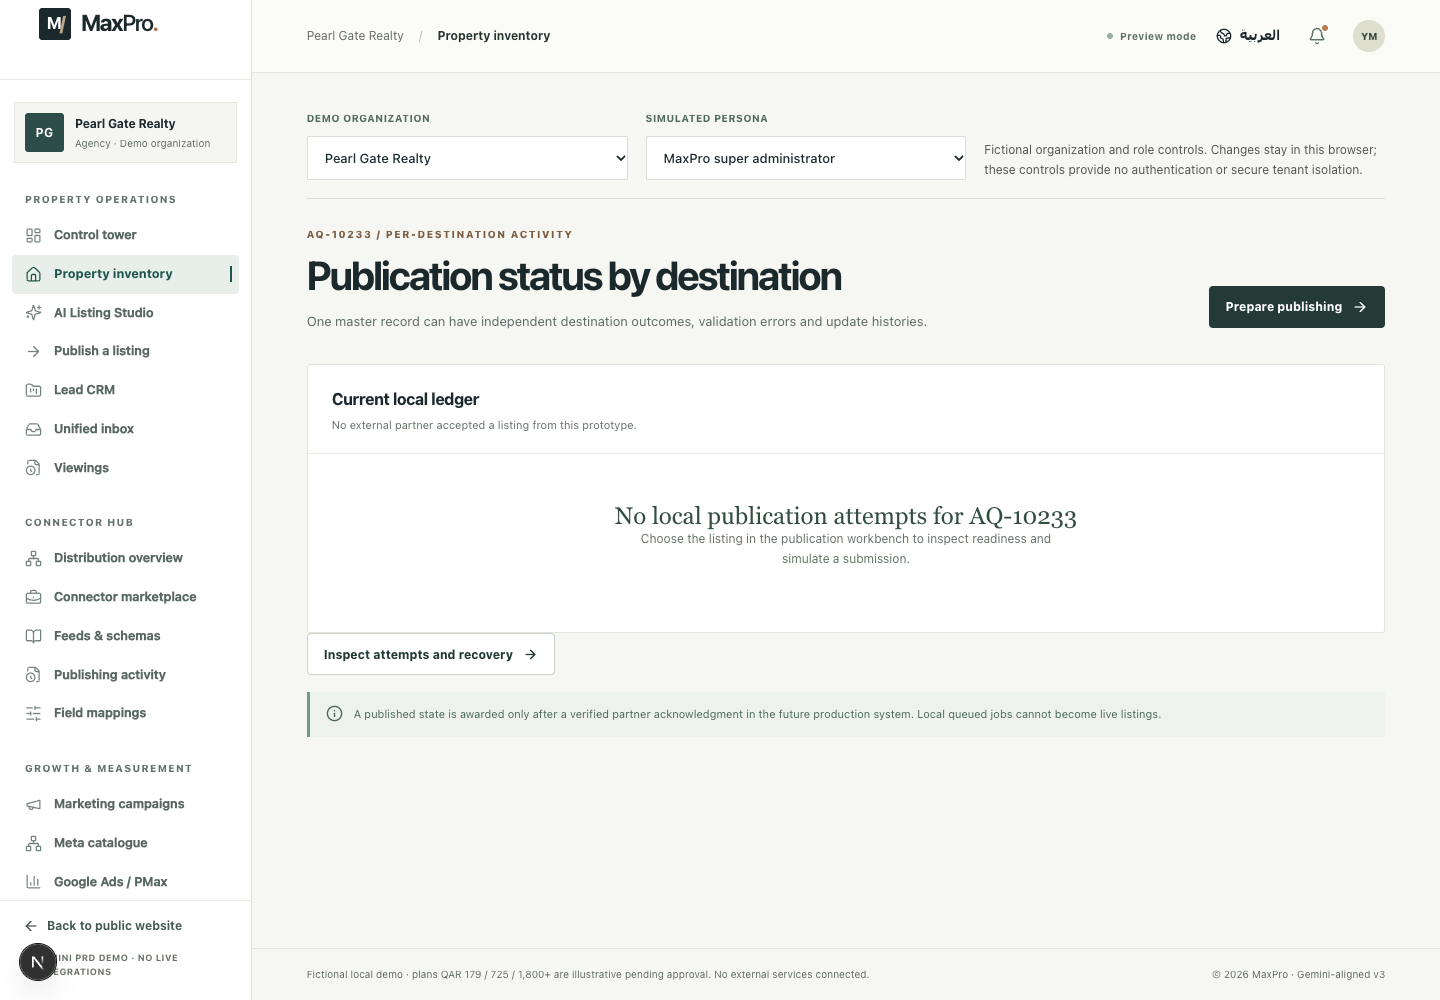 M/ MaxPro.
PG
Pearl Gate Realty
Agency · Demo organization
PROPERTY OPERATIONS
Control tower
Property inventory
AI Listing Studio
Publish a listing
Lead CRM
Unified inbox
Viewings
CONNECTOR HUB
Distribution overview
Connector marketplace
Feeds & schemas
Publishing activity
Field mappings
GROWTH & MEASUREMENT
Marketing campaigns
Meta catalogue
Google Ads / PMax
Back to public website
PRD DEMO · NO LIVE
N
Pearl Gate Realty / Property inventory
Preview mode
العربية
YM
DEMO ORGANIZATION
Pearl Gate Realty
SIMULATED PERSONA
MaxPro super administrator
Fictional organization and role controls. Changes stay in this browser;
these controls provide no authentication or secure tenant isolation.
AQ-10233 / PER-DESTINATION ACTIVITY
Publication status by destination
One master record can have independent destination outcomes, validation errors and update histories.
Prepare publishing
Current local ledger
No external partner accepted a listing from this prototype.
No local publication attempts for AQ-10233
Choose the listing in the publication workbench to inspect readiness and
simulate a submission.
Inspect attempts and recovery
A published state is awarded only after a verified partner acknowledgment in the future production system. Local queued jobs cannot become live listings.
Fictional local demo · plans QAR 179 / 725 / 1,800+ are illustrative pending approval. No external services connected.
© 2026 MaxPro · Gemini-aligned v3